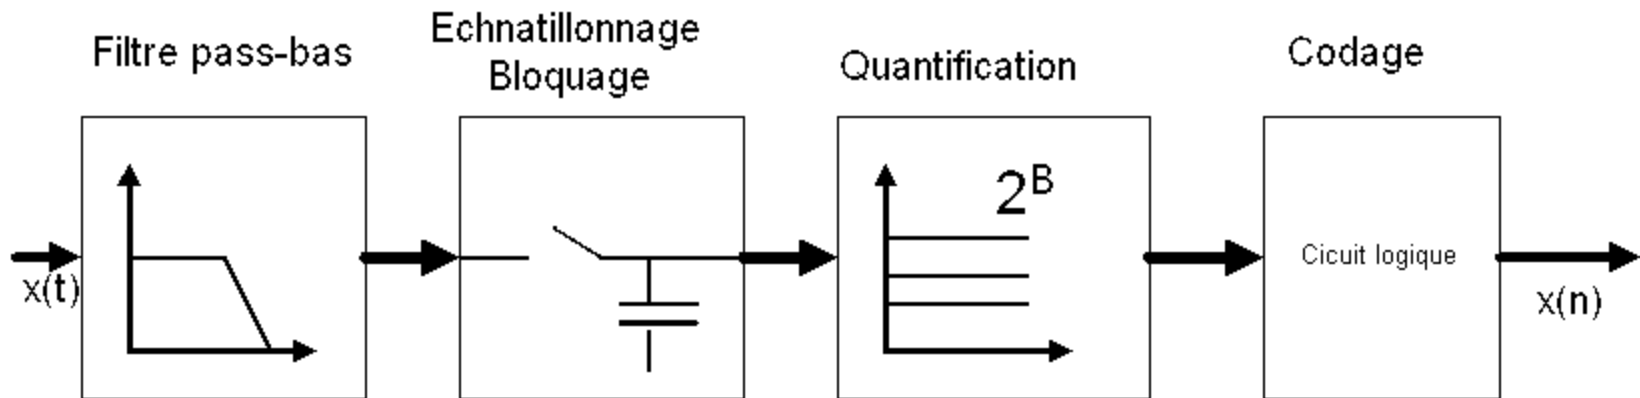 Filtre pass-bas
Echnatillonnage
Bloquage
Quantification
Codage
2^B
Cicuit logique
x(t)
x(n)